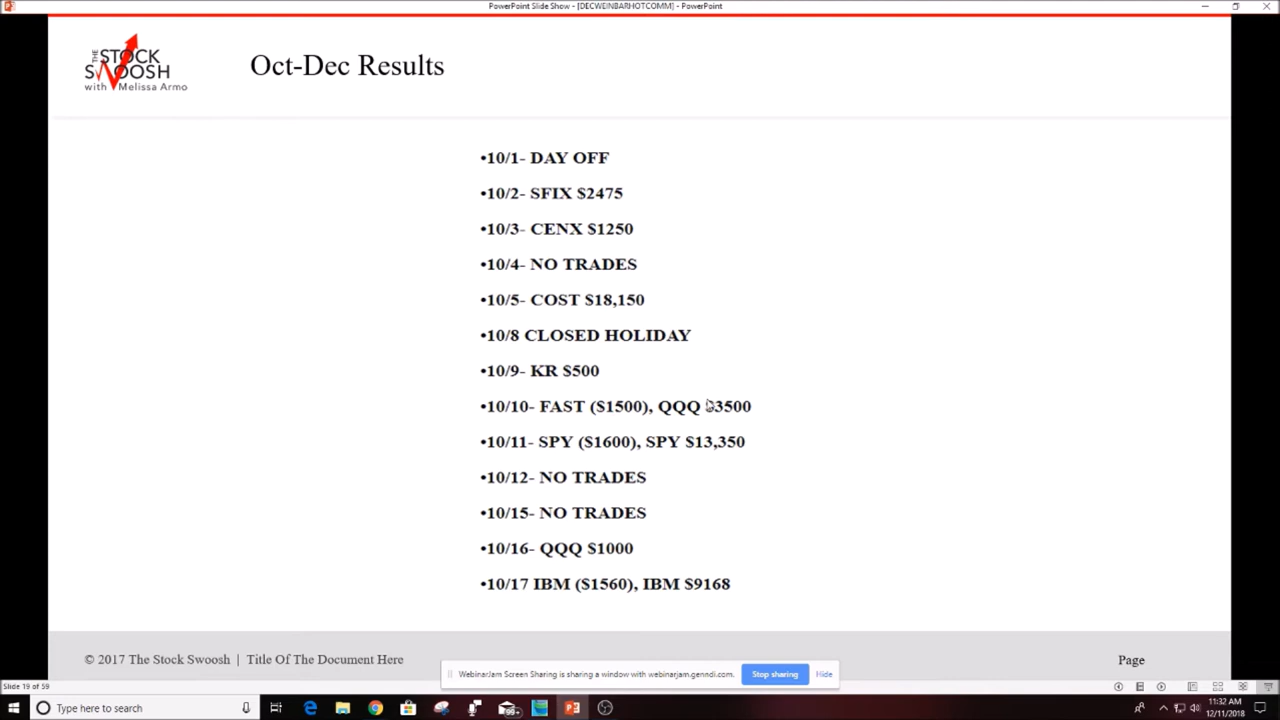 PowerPoint Slide Show - [DECWEINBARHOTCOMM] - PowerPoint
THE STOCK
SWOOSH
with Melissa Armo
Oct-Dec Results
•10/1- DAY OFF
•10/2- SFIX $2475
•10/3- CENX $1250
•10/4- NO TRADES
•10/5- COST $18,150
•10/8 CLOSED HOLIDAY
•10/9- KR $500
•10/10- FAST ($1500), QQQ $3500
•10/11- SPY ($1600), SPY $13,350
•10/12- NO TRADES
•10/15- NO TRADES
•10/16- QQQ $1000
•10/17 IBM ($1560), IBM $9168
© 2017 The Stock Swoosh | Title Of The Document Here
Page
WebinarJam Screen Sharing is sharing a window with webinarjam.genndi.com.
Stop sharing
Hide
Slide 19 of 59
Type here to search
99+
11:32 AM
12/11/2018